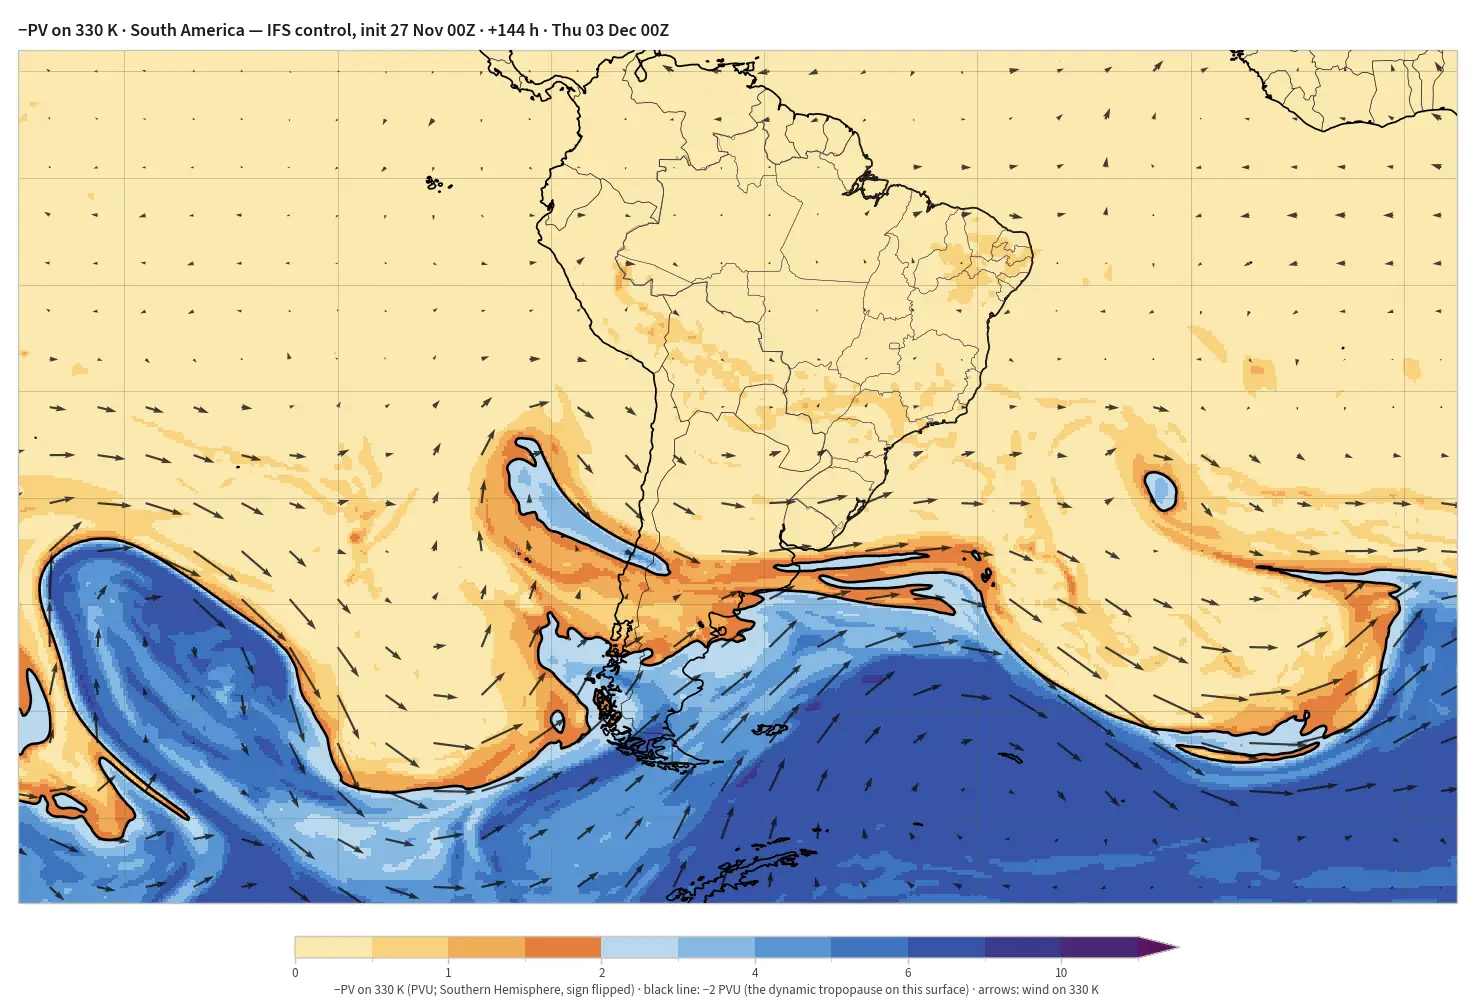 −PV on 330 K · South America — IFS control, init 27 Nov 00Z · +144 h · Thu 03 Dec 00Z
0 1 2 4 6 10
−PV on 330 K (PVU; Southern Hemisphere, sign flipped) · black line: −2 PVU (the dynamic tropopause on this surface) · arrows: wind on 330 K